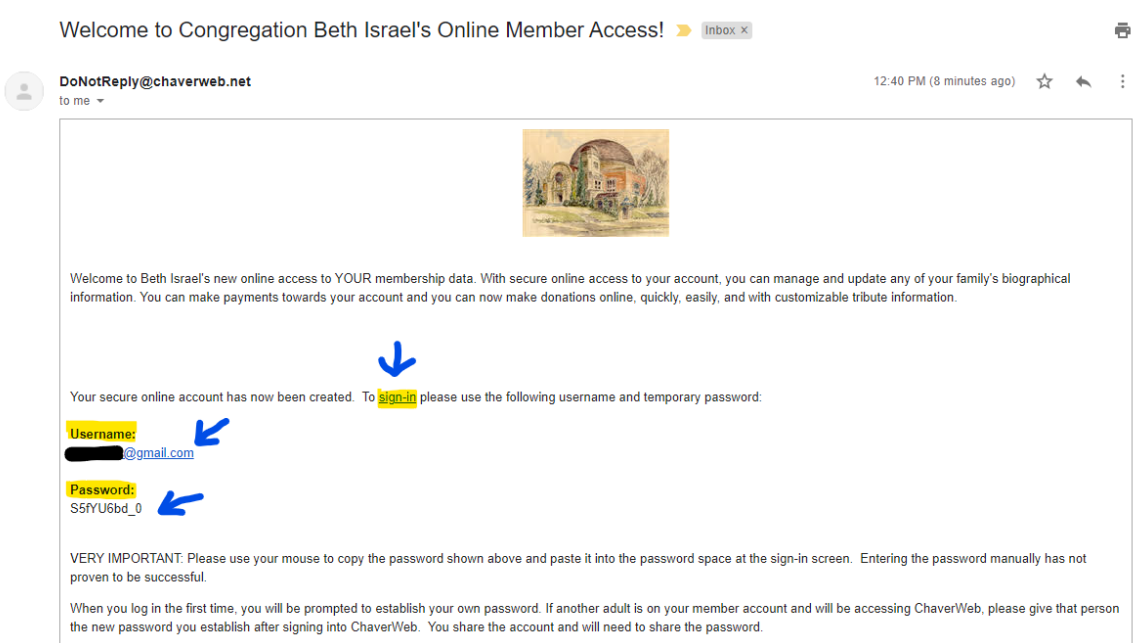 Welcome to Congregation Beth Israel's Online Member Access! Inbox ×
DoNotReply@chaverweb.net 12:40 PM (8 minutes ago)
to me
Welcome to Beth Israel's new online access to YOUR membership data. With secure online access to your account, you can manage and update any of your family's biographical
information. You can make payments towards your account and you can now make donations online, quickly, easily, and with customizable tribute information.
Your secure online account has now been created. To sign-in please use the following username and temporary password:
Username:
@gmail.com
Password:
S5fYU6bd_0
VERY IMPORTANT: Please use your mouse to copy the password shown above and paste it into the password space at the sign-in screen. Entering the password manually has not
proven to be successful.
When you log in the first time, you will be prompted to establish your own password. If another adult is on your member account and will be accessing ChaverWeb, please give that person
the new password you establish after signing into ChaverWeb. You share the account and will need to share the password.